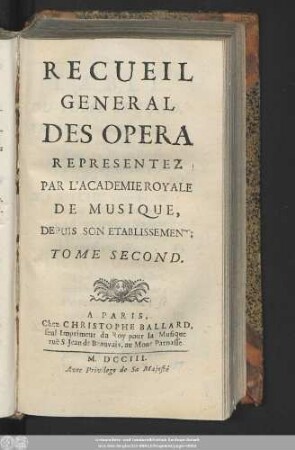 RECUEIL
GENERAL
DES OPERA
REPRESENTEZ
PAR L'ACADEMIE ROYALE
DE MUSIQUE,
DEPUIS SON ETABLISSEMENT;
TOME SECOND.
A PARIS,
Chez CHRISTOPHE BALLARD,
seul Imprimeur du Roy pour la Musique
ruë S. Jean de Beauvais, au Mont Parnasse.
M. DCCIII.
Avec Privilege de Sa Majesté